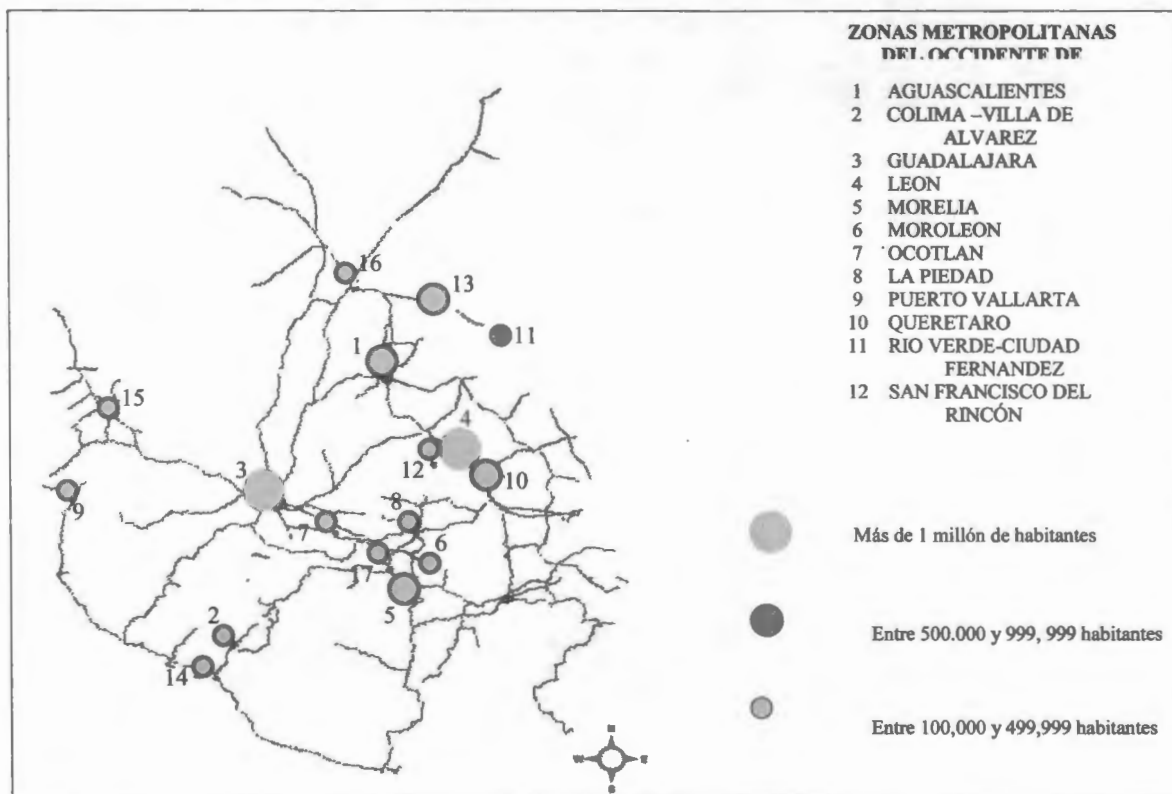 ZONAS METROPOLITANAS
DEL OCCIDENTE DE
1 AGUASCALIENTES
2 COLIMA –VILLA DE
ALVAREZ
3 GUADALAJARA
4 LEON
5 MORELIA
6 MOROLEON
7 OCOTLAN
8 LA PIEDAD
9 PUERTO VALLARTA
10 QUERETARO
11 RIO VERDE-CIUDAD
FERNANDEZ
12 SAN FRANCISCO DEL
RINCÓN
16
13
11
1
15
4
12
10
3
9
8
7
6
17
5
2
14
Más de 1 millón de habitantes
Entre 500.000 y 999, 999 habitantes
Entre 100,000 y 499,999 habitantes
N
W
E
S